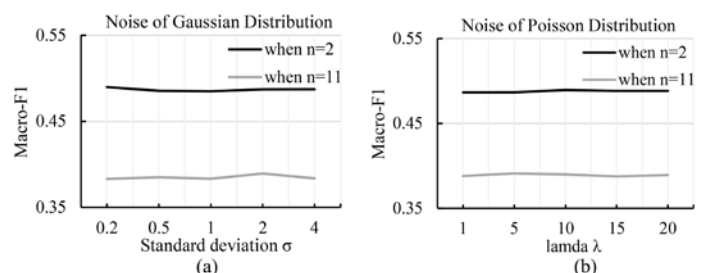 Noise of Gaussian Distribution
0.55
when n=2
when n=11
Macro-F1
0.45
0.35
0.2 0.5 1 2 4
Standard deviation σ
(a)
Noise of Poisson Distribution
0.55
when n=2
when n=11
Macro-F1
0.45
0.35
1 5 10 15 20
lamda λ
(b)